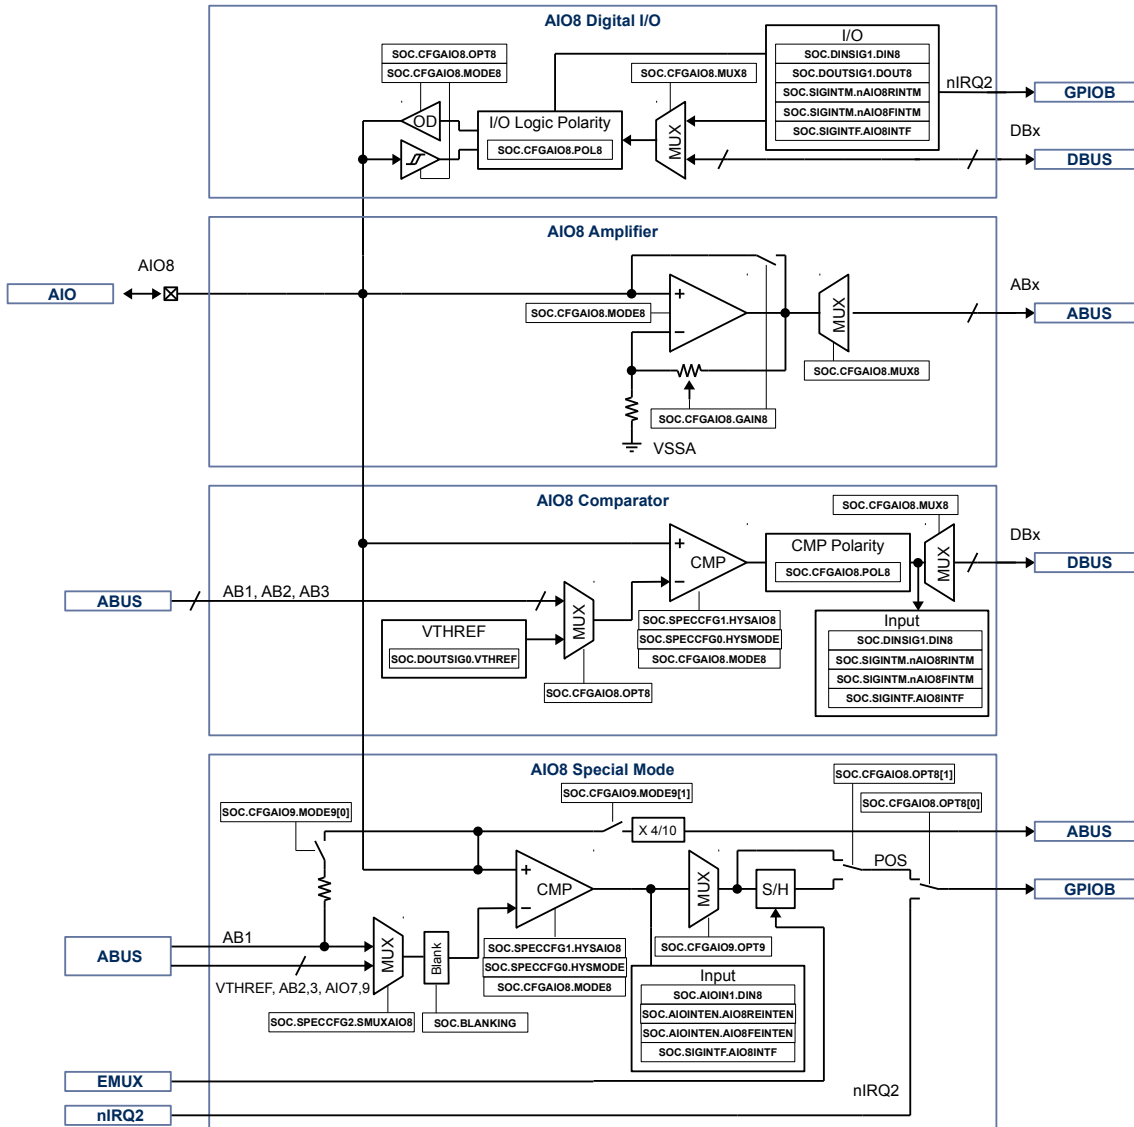 AIO8 Digital I/O
SOC.CFGAIO8.OPT8
SOC.CFGAIO8.MODE8
SOC.CFGAIO8.MUX8
I/O
SOC.DINSIG1.DIN8
SOC.DOUTSIG1.DOUT8
SOC.SIGINTM.nAIO8RINTM
SOC.SIGINTM.nAIO8FINTM
SOC.SIGINTF.AIO8INTF
nIRQ2
GPIOB
OD
I/O Logic Polarity
SOC.CFGAIO8.POL8
MUX
DBx
DBUS
AIO8 Amplifier
AIO8
AIO
SOC.CFGAIO8.MODE8
+
−
MUX
ABx
ABUS
SOC.CFGAIO8.MUX8
SOC.CFGAIO8.GAIN8
VSSA
AIO8 Comparator
SOC.CFGAIO8.MUX8
+
−
CMP
CMP Polarity
SOC.CFGAIO8.POL8
MUX
DBx
DBUS
ABUS
AB1, AB2, AB3
MUX
VTHREF
SOC.DOUTSIG0.VTHREF
SOC.SPECCFG1.HYSAIO8
SOC.SPECCFG0.HYSMODE
SOC.CFGAIO8.MODE8
SOC.CFGAIO8.OPT8
Input
SOC.DINSIG1.DIN8
SOC.SIGINTM.nAIO8RINTM
SOC.SIGINTM.nAIO8FINTM
SOC.SIGINTF.AIO8INTF
AIO8 Special Mode
SOC.CFGAIO8.OPT8[1]
SOC.CFGAIO9.MODE9[1]
SOC.CFGAIO8.OPT8[0]
SOC.CFGAIO9.MODE9[0]
X 4/10
ABUS
+
−
CMP
MUX
S/H
POS
GPIOB
ABUS
AB1
VTHREF, AB2,3, AIO7,9
MUX
Blank
SOC.SPECCFG1.HYSAIO8
SOC.SPECCFG0.HYSMODE
SOC.CFGAIO8.MODE8
SOC.CFGAIO9.OPT9
SOC.SPECCFG2.SMUXAIO8
SOC.BLANKING
Input
SOC.AIOIN1.DIN8
SOC.AIOINTEN.AIO8REINTEN
SOC.AIOINTEN.AIO8FEINTEN
SOC.SIGINTF.AIO8INTF
EMUX
nIRQ2
nIRQ2